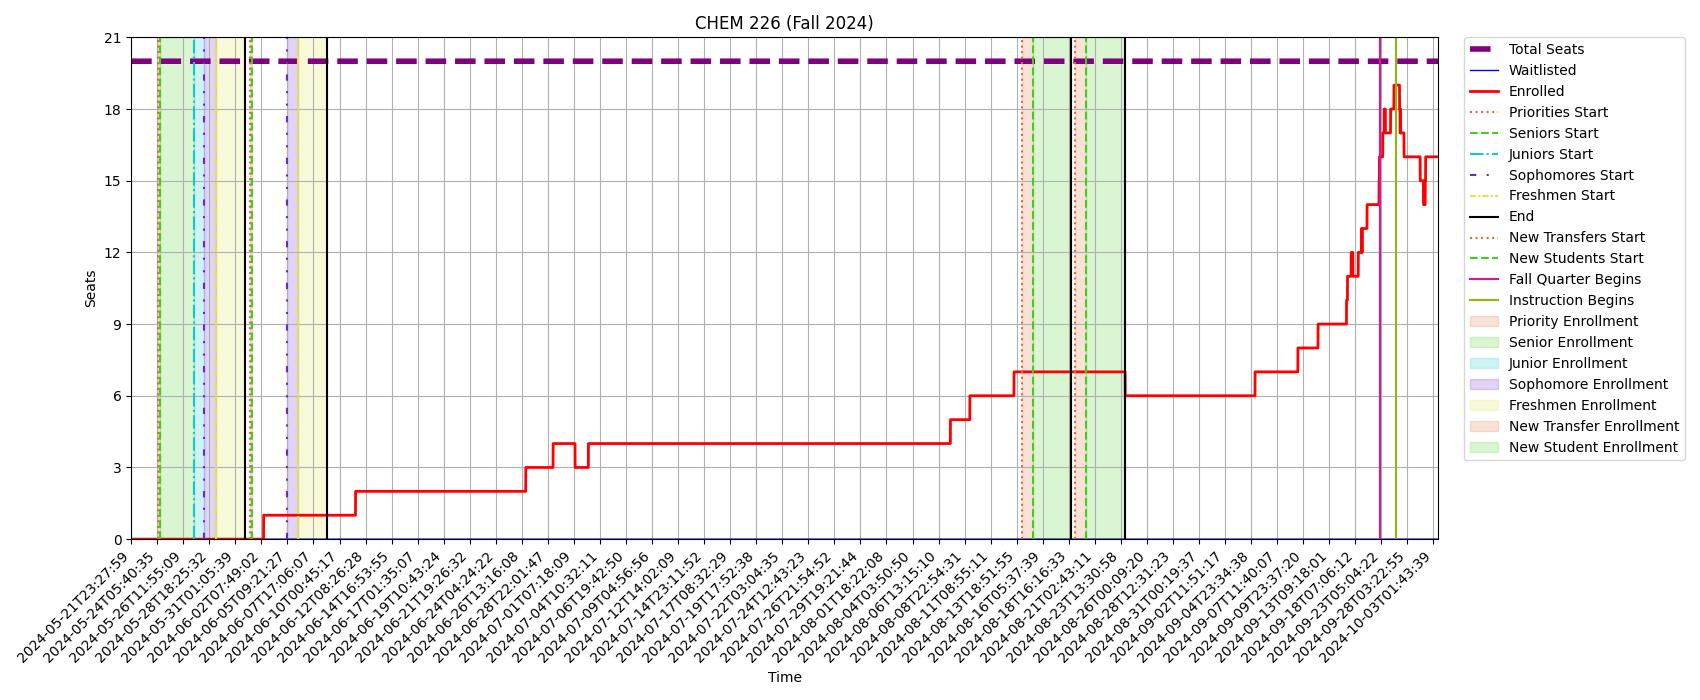 CHEM 226 (Fall 2024)
Seats
21
18
15
12
9
6
3
0
2024-05-21T23:27:59
2024-05-24T05:40:35
2024-05-26T11:55:09
2024-05-28T18:25:32
2024-05-31T01:05:39
2024-06-02T07:49:02
2024-06-05T09:21:27
2024-06-07T17:06:07
2024-06-10T00:45:17
2024-06-12T08:26:28
2024-06-14T16:53:55
2024-06-17T01:35:07
2024-06-19T10:43:24
2024-06-21T19:26:32
2024-06-24T04:24:22
2024-06-26T13:16:08
2024-06-28T22:01:47
2024-07-01T07:18:09
2024-07-04T10:32:11
2024-07-06T19:42:50
2024-07-09T04:56:56
2024-07-12T14:02:09
2024-07-14T23:11:52
2024-07-17T08:32:29
2024-07-19T17:52:38
2024-07-22T03:04:35
2024-07-24T12:43:23
2024-07-26T21:54:52
2024-07-29T19:21:44
2024-08-01T18:22:08
2024-08-04T03:50:50
2024-08-06T13:15:10
2024-08-08T22:54:31
2024-08-11T08:55:11
2024-08-13T18:51:55
2024-08-16T05:37:39
2024-08-18T16:16:33
2024-08-21T02:43:11
2024-08-23T13:30:58
2024-08-26T00:09:20
2024-08-28T12:31:23
2024-08-31T00:19:37
2024-09-02T11:51:17
2024-09-04T23:34:38
2024-09-07T11:40:07
2024-09-09T23:37:20
2024-09-13T09:18:01
2024-09-18T07:06:12
2024-09-23T05:04:22
2024-09-28T03:22:55
2024-10-03T01:43:39
Time
Total Seats
Waitlisted
Enrolled
Priorities Start
Seniors Start
Juniors Start
Sophomores Start
Freshmen Start
End
New Transfers Start
New Students Start
Fall Quarter Begins
Instruction Begins
Priority Enrollment
Senior Enrollment
Junior Enrollment
Sophomore Enrollment
Freshmen Enrollment
New Transfer Enrollment
New Student Enrollment